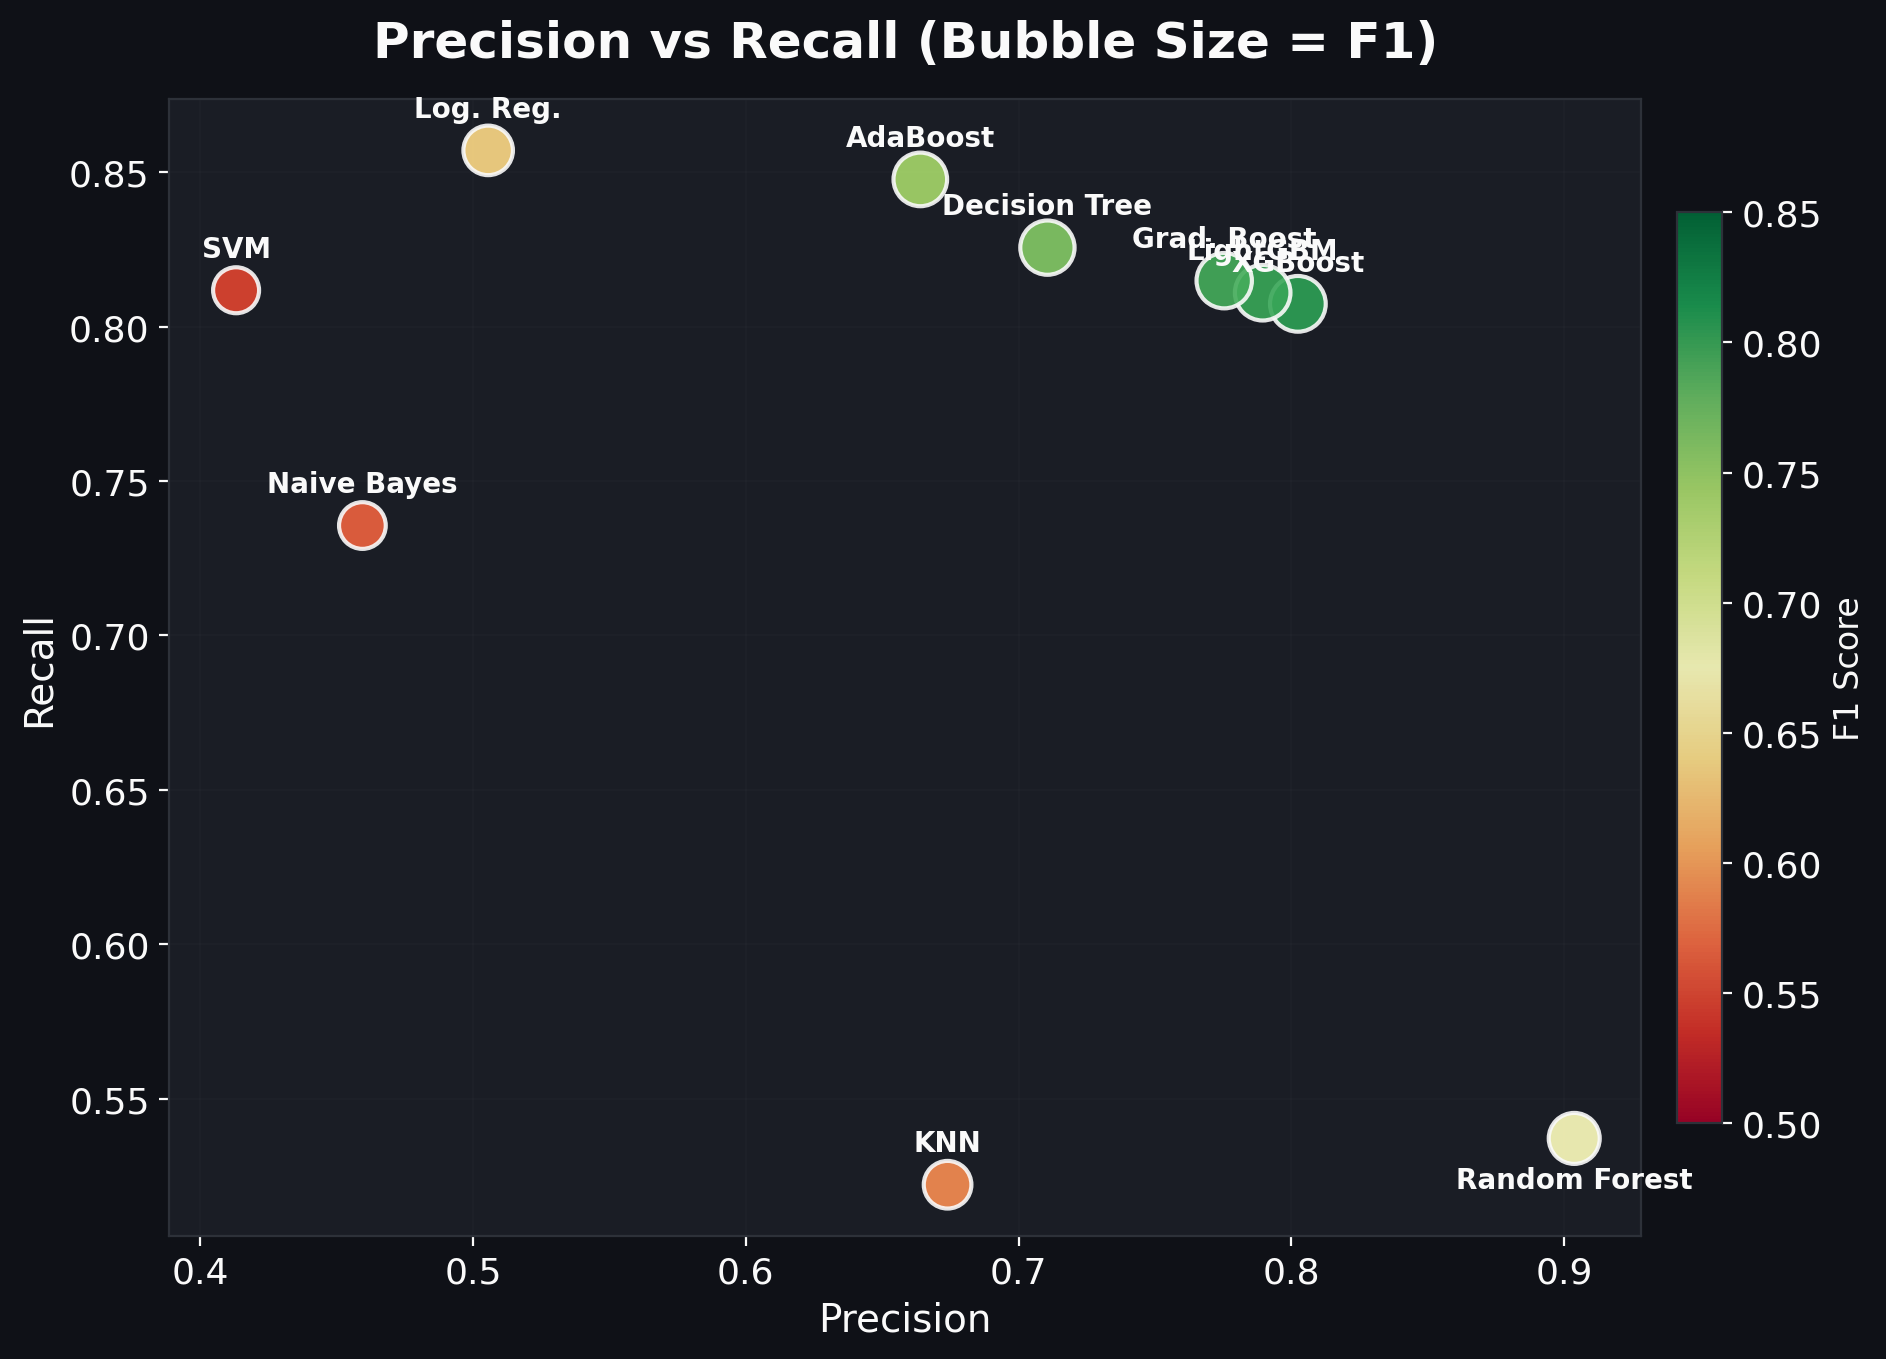 Precision vs Recall (Bubble Size = F1)
Log. Reg.
AdaBoost
Decision Tree
SVM
Grad. Boost
LightGBM
XGBoost
Naive Bayes
KNN
Random Forest
Recall
0.85
0.80
0.75
0.70
0.65
0.60
0.55
0.4
0.5
0.6
0.7
0.8
0.9
Precision
0.85
0.80
0.75
0.70
0.65
0.60
0.55
0.50
F1 Score